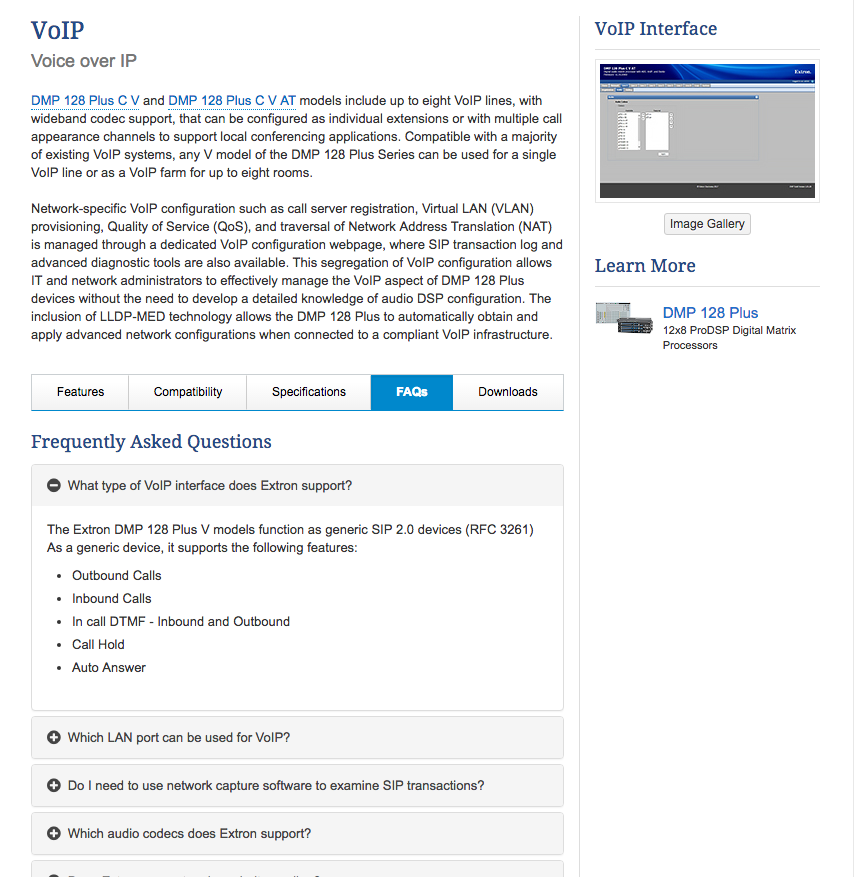 VoIP
Voice over IP
DMP 128 Plus C V and DMP 128 Plus C V AT models include up to eight VoIP lines, with
wideband codec support, that can be configured as individual extensions or with multiple call
appearance channels to support local conferencing applications. Compatible with a majority
of existing VoIP systems, any V model of the DMP 128 Plus Series can be used for a single
VoIP line or as a VoIP farm for up to eight rooms.
Network-specific VoIP configuration such as call server registration, Virtual LAN (VLAN)
provisioning, Quality of Service (QoS), and traversal of Network Address Translation (NAT)
is managed through a dedicated VoIP configuration webpage, where SIP transaction log and
advanced diagnostic tools are also available. This segregation of VoIP configuration allows
IT and network administrators to effectively manage the VoIP aspect of DMP 128 Plus
devices without the need to develop a detailed knowledge of audio DSP configuration. The
inclusion of LLDP-MED technology allows the DMP 128 Plus to automatically obtain and
apply advanced network configurations when connected to a compliant VoIP infrastructure.
Features
Compatibility
Specifications
FAQs
Downloads
Frequently Asked Questions
What type of VoIP interface does Extron support?
The Extron DMP 128 Plus V models function as generic SIP 2.0 devices (RFC 3261)
As a generic device, it supports the following features:
• Outbound Calls
• Inbound Calls
• In call DTMF - Inbound and Outbound
• Call Hold
• Auto Answer
Which LAN port can be used for VoIP?
Do I need to use network capture software to examine SIP transactions?
Which audio codecs does Extron support?
VoIP Interface
DMP 128 Plus C V AT
Extron
Image Gallery
Learn More
DMP 128 Plus
12x8 ProDSP Digital Matrix
Processors